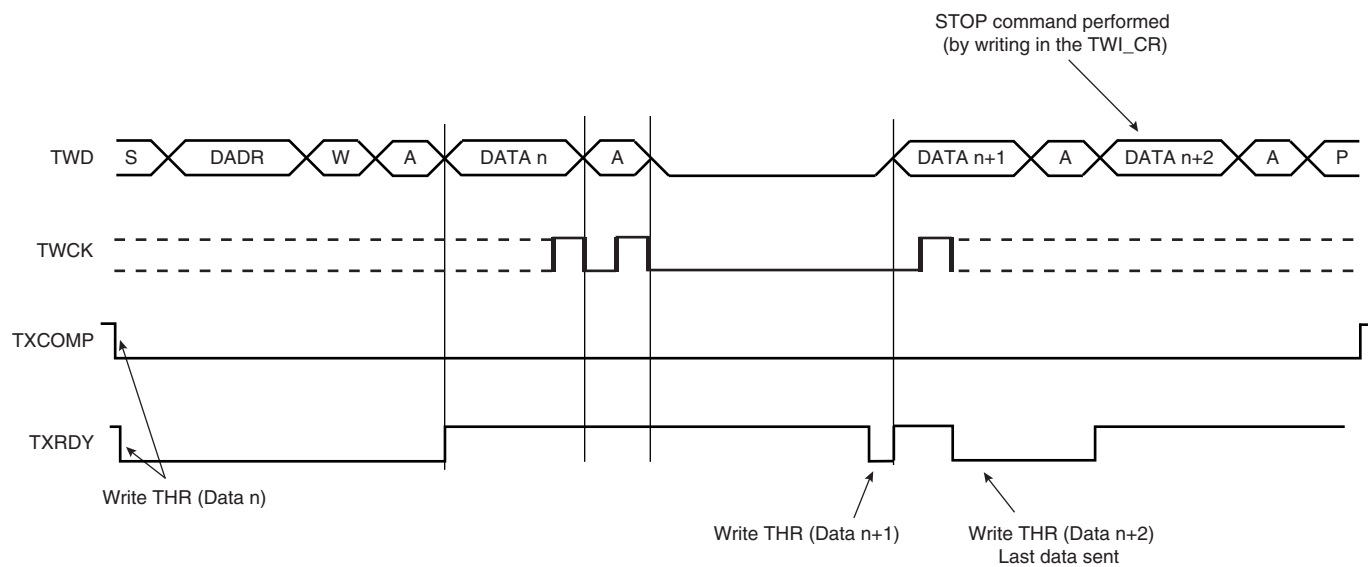 STOP command performed
(by writing in the TWI_CR)
TWD S DADR W A DATA n A DATA n+1 A DATA n+2 A P
TWCK
TXCOMP
TXRDY
Write THR (Data n)
Write THR (Data n+1) Write THR (Data n+2)
Last data sent